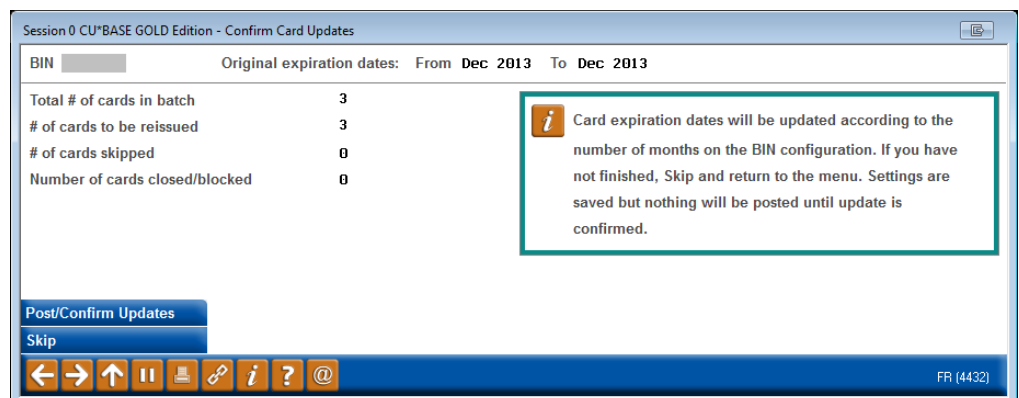 Session 0 CU*BASE GOLD Edition - Confirm Card Updates
BIN Original expiration dates: From Dec 2013 To Dec 2013
Total # of cards in batch 3
# of cards to be reissued 3
# of cards skipped 0
Number of cards closed/blocked 0
i Card expiration dates will be updated according to the
number of months on the BIN configuration. If you have
not finished, Skip and return to the menu. Settings are
saved but nothing will be posted until update is
confirmed.
Post/Confirm Updates
Skip
i ? @ FR (4432)